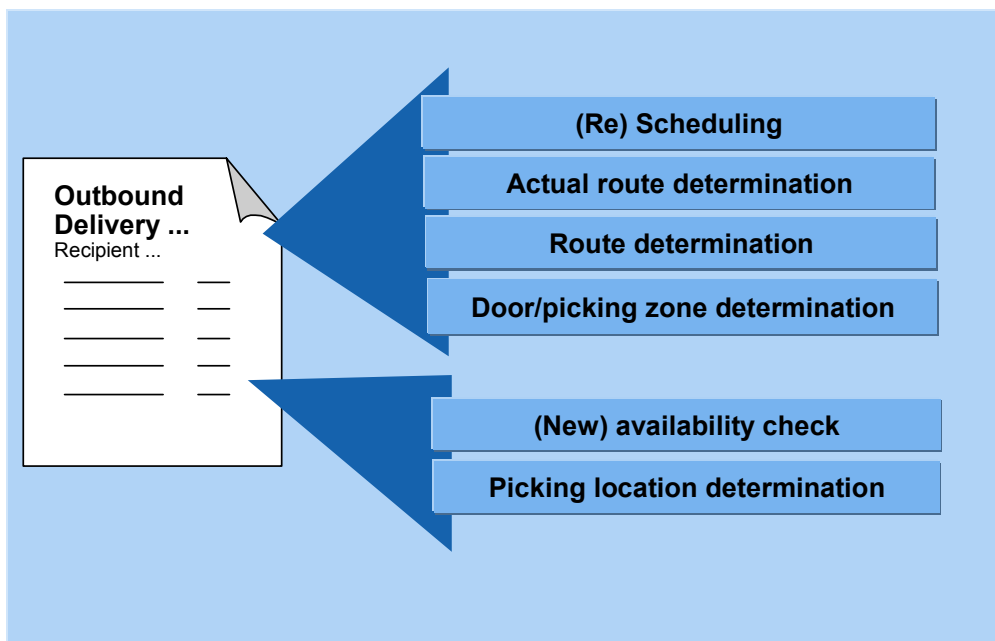 Outbound
Delivery ...
Recipient ...
(Re) Scheduling
Actual route determination
Route determination
Door/picking zone determination
(New) availability check
Picking location determination